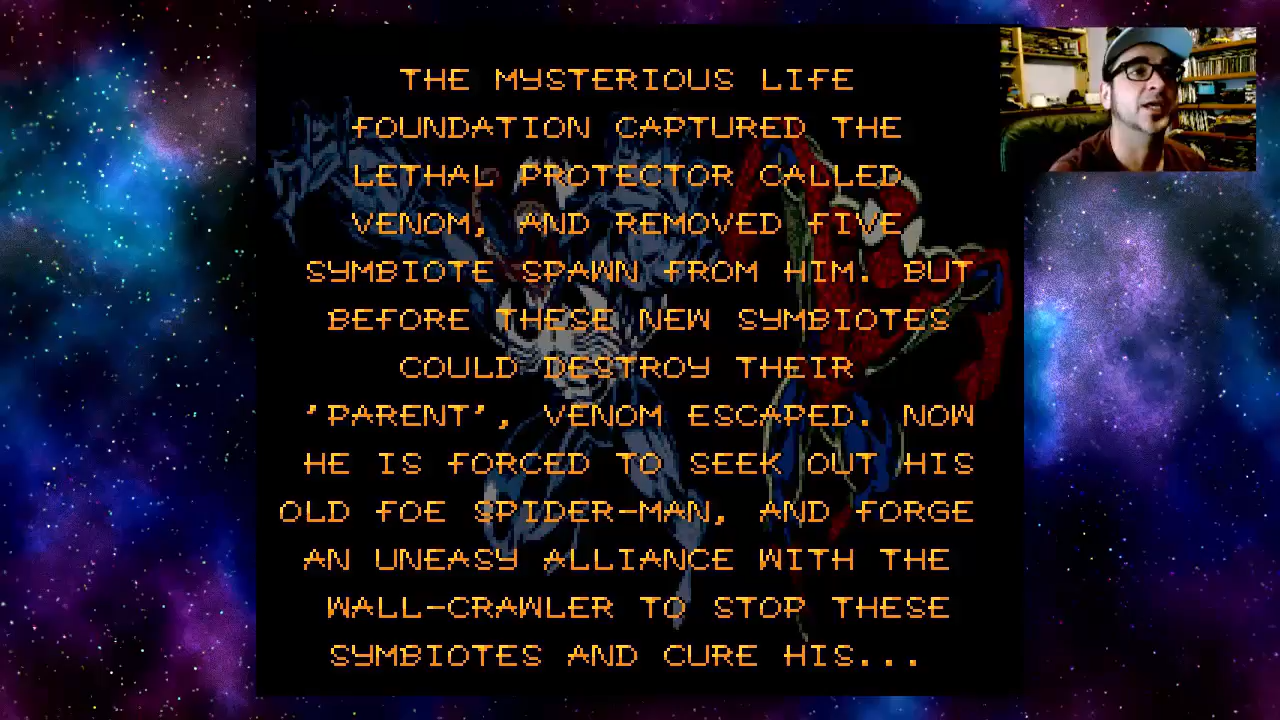 THE MYSTERIOUS LIFE
FOUNDATION CAPTURED THE
LETHAL PROTECTOR CALLED
VENOM, AND REMOVED FIVE
SYMBIOTE SPAWN FROM HIM. BUT
BEFORE THESE NEW SYMBIOTES
COULD DESTROY THEIR
'PARENT', VENOM ESCAPED. NOW
HE IS FORCED TO SEEK OUT HIS
OLD FOE SPIDER-MAN, AND FORGE
AN UNEASY ALLIANCE WITH THE
WALL-CRAWLER TO STOP THESE
SYMBIOTES AND CURE HIS...